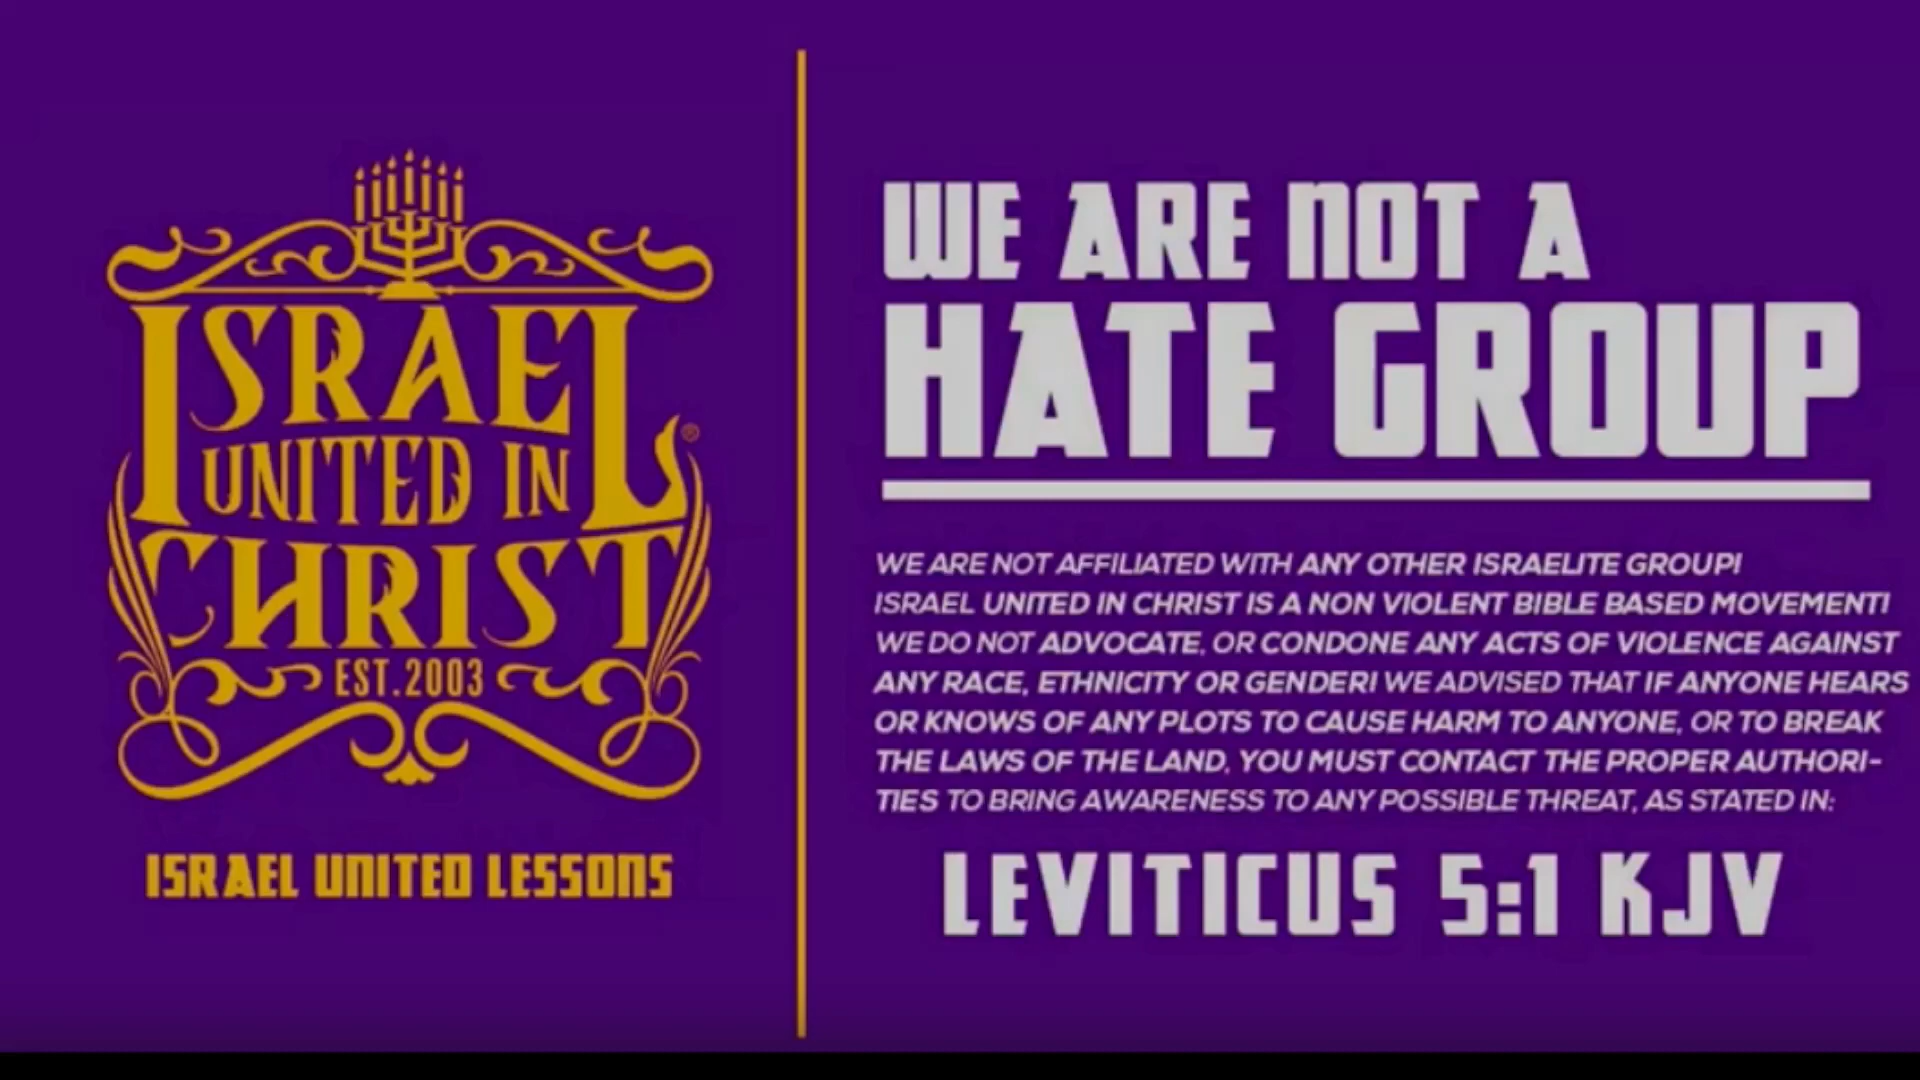 ISRAEL
UNITED IN
CHRIST
®
EST.2003
ISRAEL UNITED LESSONS
WE ARE NOT A
HATE GROUP
WE ARE NOT AFFILIATED WITH ANY OTHER ISRAELITE GROUP!
ISRAEL UNITED IN CHRIST IS A NON VIOLENT BIBLE BASED MOVEMENT!
WE DO NOT ADVOCATE, OR CONDONE ANY ACTS OF VIOLENCE AGAINST
ANY RACE, ETHNICITY OR GENDER! WE ADVISED THAT IF ANYONE HEARS
OR KNOWS OF ANY PLOTS TO CAUSE HARM TO ANYONE, OR TO BREAK
THE LAWS OF THE LAND, YOU MUST CONTACT THE PROPER AUTHORI-
TIES TO BRING AWARENESS TO ANY POSSIBLE THREAT, AS STATED IN:
LEVITICUS 5:1 KJV